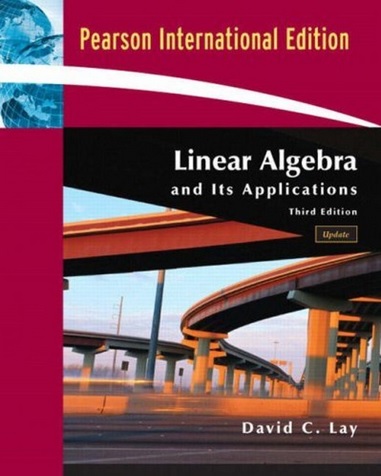 Pearson International Edition
Linear Algebra
and Its Applications
Third Edition
Update
David C. Lay